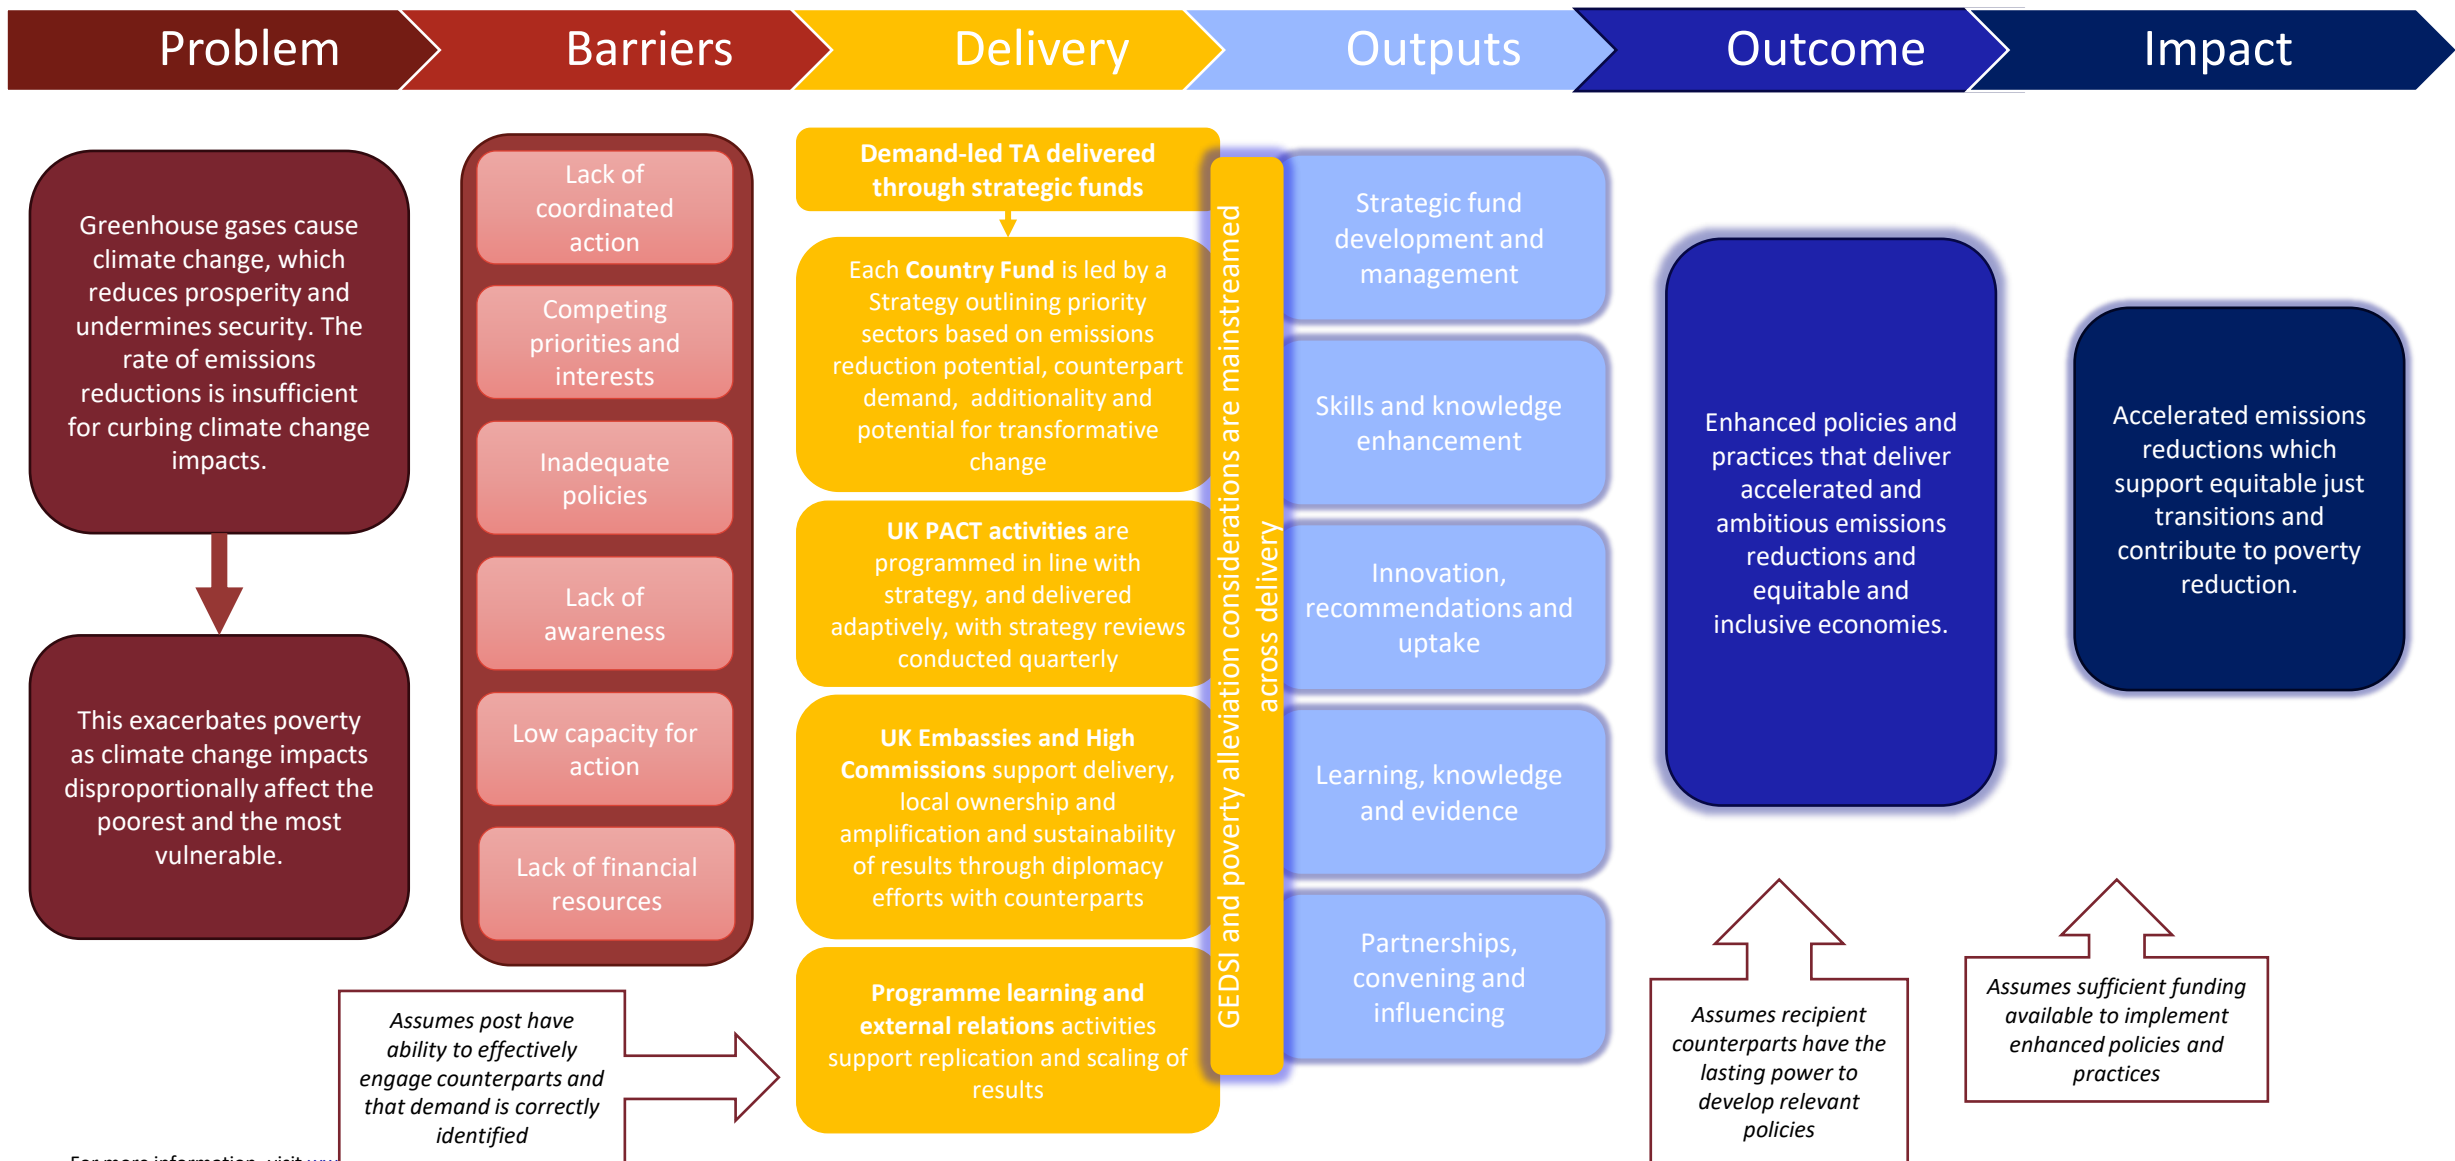 Problem
Barriers
Delivery
Outputs
Outcome
Impact
Greenhouse gases cause
climate change, which
reduces prosperity and
undermines security. The
rate of emissions
reductions is insufficient
for curbing climate change
impacts.
This exacerbates poverty
as climate change impacts
disproportionally affect the
poorest and the most
vulnerable.
Lack of
coordinated
action
Competing
priorities and
interests
Inadequate
policies
Lack of
awareness
Low capacity for
action
Lack of financial
resources
Assumes post have
ability to effectively
engage counterparts and
that demand is correctly
identified
Demand-led TA delivered
through strategic funds
Each Country Fund is led by a
Strategy outlining priority
sectors based on emissions
reduction potential, counterpart
demand, additionality and
potential for transformative
change
UK PACT activities are
programmed in line with
strategy, and delivered
adaptively, with strategy reviews
conducted quarterly
UK Embassies and High
Commissions support delivery,
local ownership and
amplification and sustainability
of results through diplomacy
efforts with counterparts
Programme learning and
external relations activities
support replication and scaling of
results
GEDSI and poverty alleviation considerations are mainstreamed
across delivery
Strategic fund
development and
management
Skills and knowledge
enhancement
Innovation,
recommendations and
uptake
Learning, knowledge
and evidence
Partnerships,
convening and
influencing
Enhanced policies and
practices that deliver
accelerated and
ambitious emissions
reductions and
equitable and
inclusive economies.
Assumes recipient
counterparts have the
lasting power to
develop relevant
policies
Accelerated emissions
reductions which
support equitable just
transitions and
contribute to poverty
reduction.
Assumes sufficient funding
available to implement
enhanced policies and
practices
For more information, visit